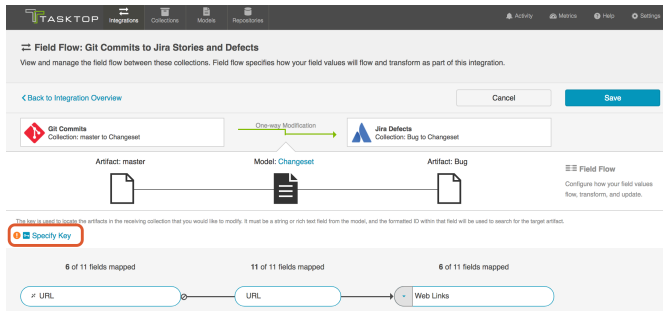 TASKTOP
Integrations
Collections
Models
Repositories
Activity
Metrics
Help
Settings
Field Flow: Git Commits to Jira Stories and Defects
View and manage the field flow between these collections. Field flow specifies how your field values will flow and transform as part of this integration.
Back to Integration Overview
Cancel
Save
Git Commits
Collection: master to Changeset
One-way Modification
Jira Defects
Collection: Bug to Changeset
Artifact: master
Model: Changeset
Artifact: Bug
Field Flow
Configure how your field values
flow, transform, and update.
The key is used to locate the artifacts in the receiving collection that you would like to modify. It must be a string or rich text field from the model, and the formatted ID within that field will be used to search for the target artifact.
Specify Key
6 of 11 fields mapped
11 of 11 fields mapped
6 of 11 fields mapped
URL
URL
Web Links